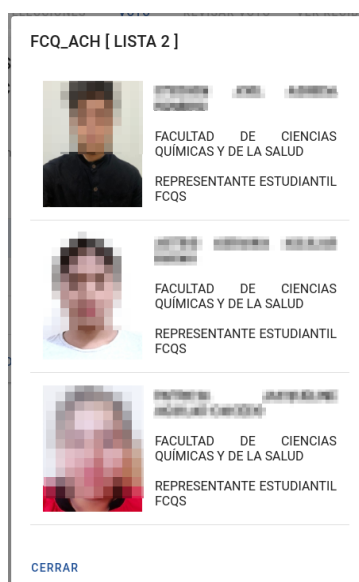 FCQ_ACH [ LISTA 2 ]
FACULTAD DE CIENCIAS
QUÍMICAS Y DE LA SALUD
REPRESENTANTE ESTUDIANTIL
FCQS
FACULTAD DE CIENCIAS
QUÍMICAS Y DE LA SALUD
REPRESENTANTE ESTUDIANTIL
FCQS
FACULTAD DE CIENCIAS
QUÍMICAS Y DE LA SALUD
REPRESENTANTE ESTUDIANTIL
FCQS
CERRAR